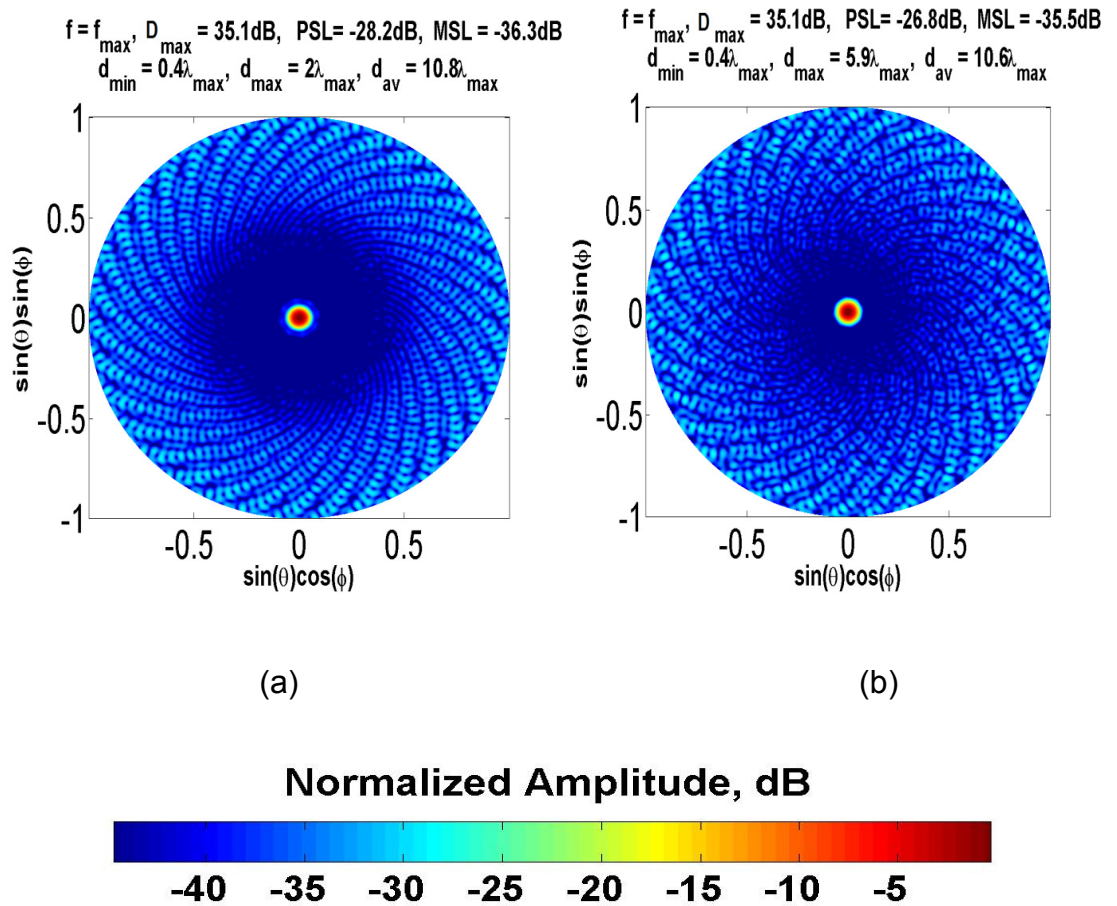 f = f_max, D_max = 35.1dB, PSL= -28.2dB, MSL = -36.3dB
d_min = 0.4λ_max, d_max = 2λ_max, d_av = 10.8λ_max
1
0.5
0
-0.5
-1
sin(θ)sin(ϕ)
-0.5 0 0.5
sin(θ)cos(ϕ)
(a)
f = f_max, D_max = 35.1dB, PSL= -26.8dB, MSL = -35.5dB
d_min = 0.4λ_max, d_max = 5.9λ_max, d_av = 10.6λ_max
1
0.5
0
-0.5
-1
sin(θ)sin(ϕ)
-0.5 0 0.5
sin(θ)cos(ϕ)
(b)
Normalized Amplitude, dB
-40 -35 -30 -25 -20 -15 -10 -5